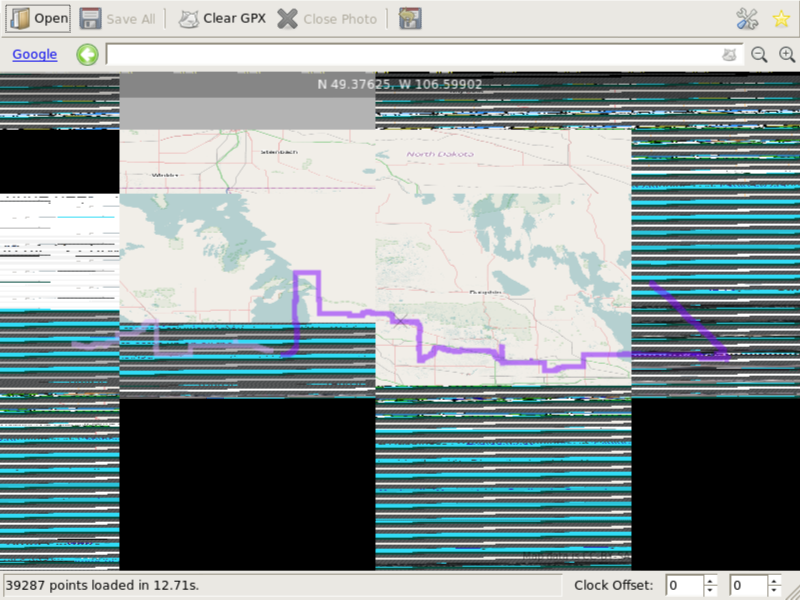 Open Save All Clear GPX Close Photo
Google
N 49.37625, W 106.59902
Steinbach
North Dakota
39287 points loaded in 12.71s. Clock Offset: 0 0